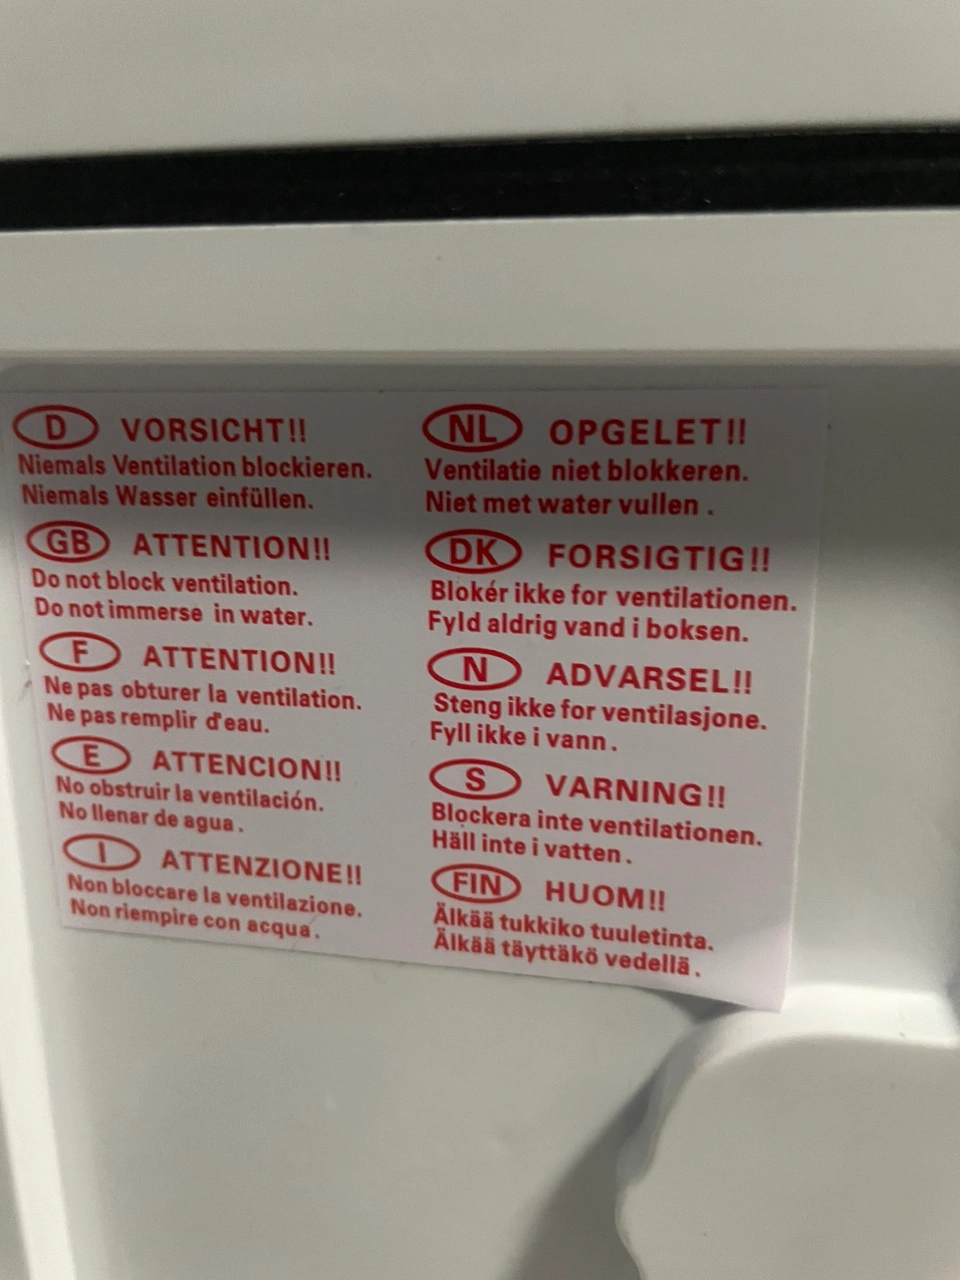 D VORSICHT!!
Niemals Ventilation blockieren.
Niemals Wasser einfüllen.
GB ATTENTION!!
Do not block ventilation.
Do not immerse in water.
F ATTENTION!!
Ne pas obturer la ventilation.
Ne pas remplir d'eau.
E ATTENCION!!
No obstruir la ventilación.
No llenar de agua.
I ATTENZIONE!!
Non bloccare la ventilazione.
Non riempire con acqua.
NL OPGELET!!
Ventilatie niet blokkeren.
Niet met water vullen .
DK FORSIGTIG!!
Blokér ikke for ventilationen.
Fyld aldrig vand i boksen.
N ADVARSEL!!
Steng ikke for ventilasjone.
Fyll ikke i vann.
S VARNING!!
Blockera inte ventilationen.
Häll inte i vatten.
FIN HUOM!!
Älkää tukkiko tuuletinta.
Älkää täyttäkö vedellä.